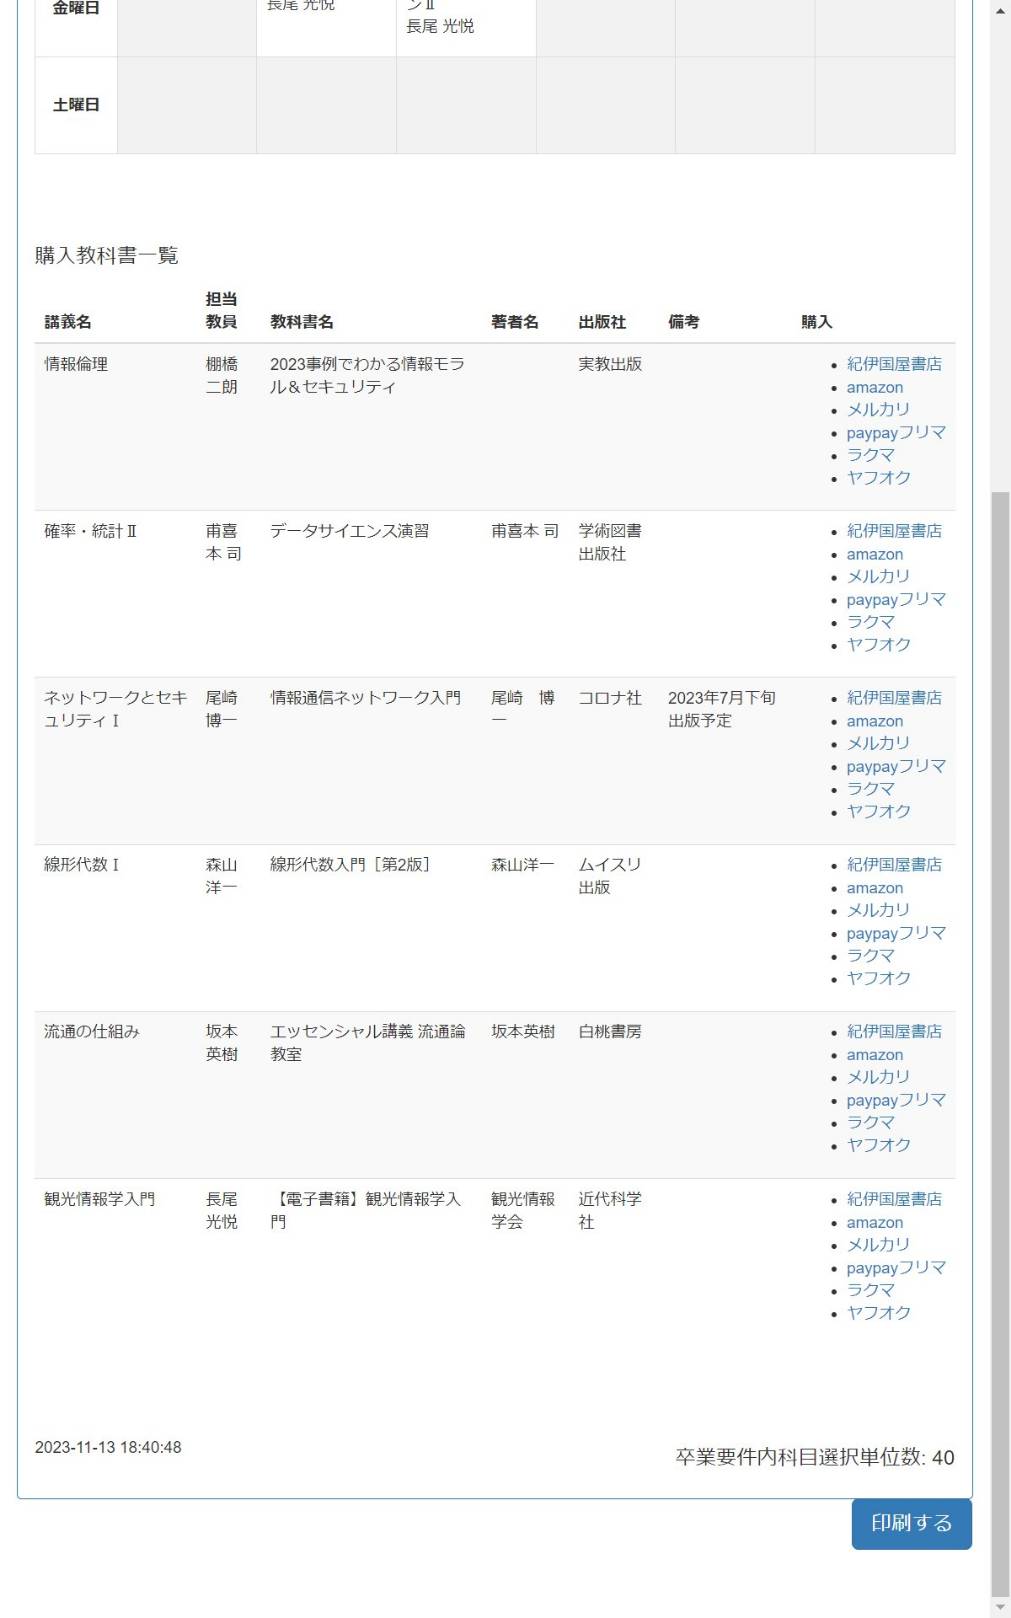 金曜日
長尾 光悦
ンⅡ
長尾 光悦
土曜日
購入教科書一覧
講義名
担当
教員
教科書名
著者名
出版社
備考
購入
情報倫理
棚橋
二朗
2023事例でわかる情報モラ
ル＆セキュリティ
実教出版
紀伊国屋書店
amazon
メルカリ
paypayフリマ
ラクマ
ヤフオク
確率・統計Ⅱ
甫喜
本 司
データサイエンス演習
甫喜本 司
学術図書
出版社
紀伊国屋書店
amazon
メルカリ
paypayフリマ
ラクマ
ヤフオク
ネットワークとセキ
ュリティⅠ
尾崎
博一
情報通信ネットワーク入門
尾崎　博
一
コロナ社
2023年7月下旬
出版予定
紀伊国屋書店
amazon
メルカリ
paypayフリマ
ラクマ
ヤフオク
線形代数Ⅰ
森山
洋一
線形代数入門［第2版］
森山洋一
ムイスリ
出版
紀伊国屋書店
amazon
メルカリ
paypayフリマ
ラクマ
ヤフオク
流通の仕組み
坂本
英樹
エッセンシャル講義 流通論
教室
坂本英樹
白桃書房
紀伊国屋書店
amazon
メルカリ
paypayフリマ
ラクマ
ヤフオク
観光情報学入門
長尾
光悦
【電子書籍】観光情報学入
門
観光情報
学会
近代科学
社
紀伊国屋書店
amazon
メルカリ
paypayフリマ
ラクマ
ヤフオク
2023-11-13 18:40:48
卒業要件内科目選択単位数: 40
印刷する